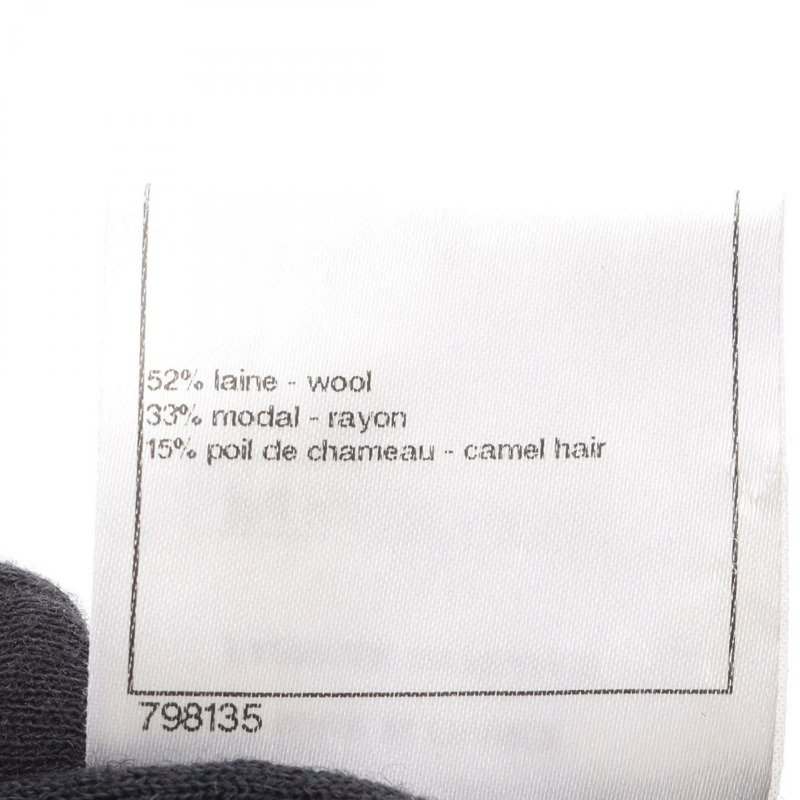 52% laine - wool
33% modal - rayon
15% poil de chameau - camel hair
798135